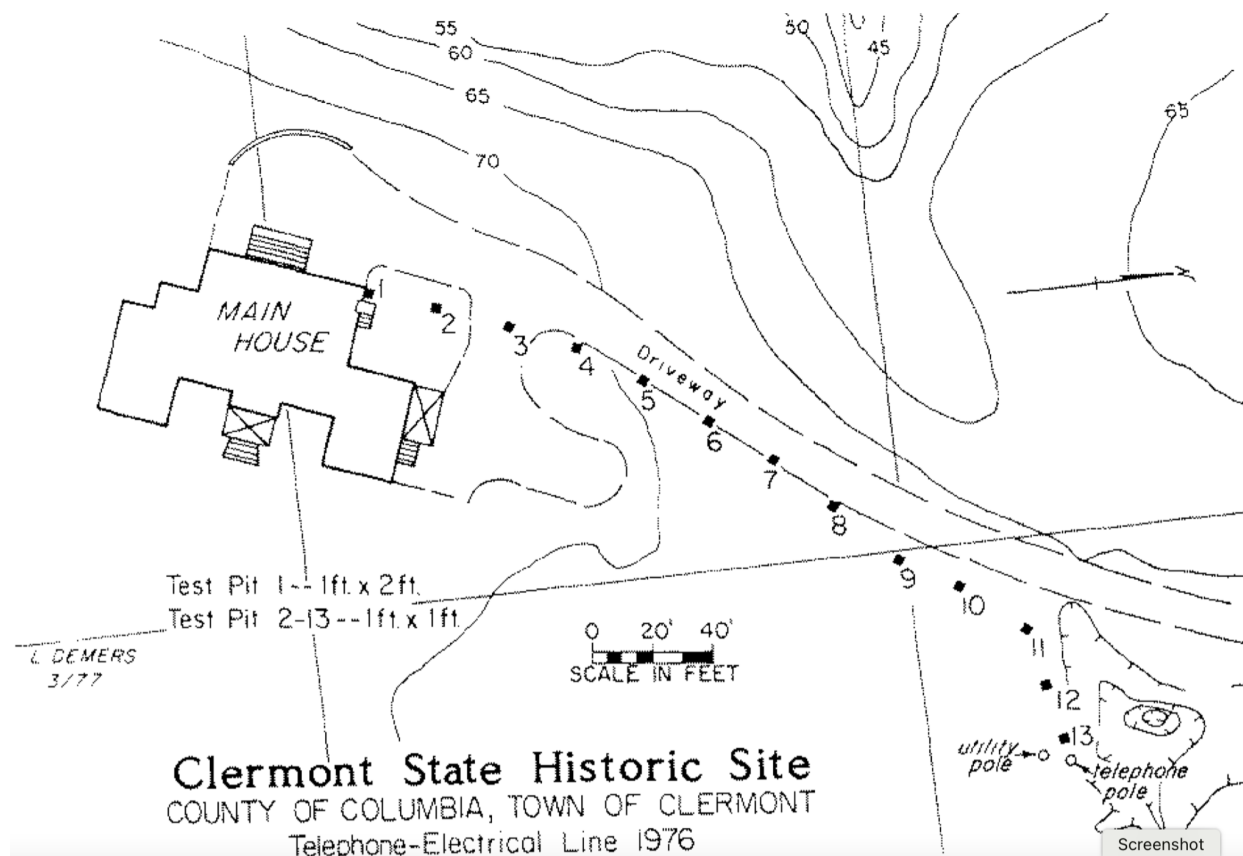 55
60
65
70
50
45
65
MAIN
HOUSE
1
2
3
4
5
6
7
8
9
10
11
12
13
Driveway
Test Pit 1--1ft. x 2ft.
Test Pit 2-13--1ft. x 1ft.
L DEMERS
3/77
0 20' 40'
SCALE IN FEET
utility
pole
telephone
pole
Clermont State Historic Site
COUNTY OF COLUMBIA, TOWN OF CLERMONT
Telephone-Electrical Line 1976
Screenshot